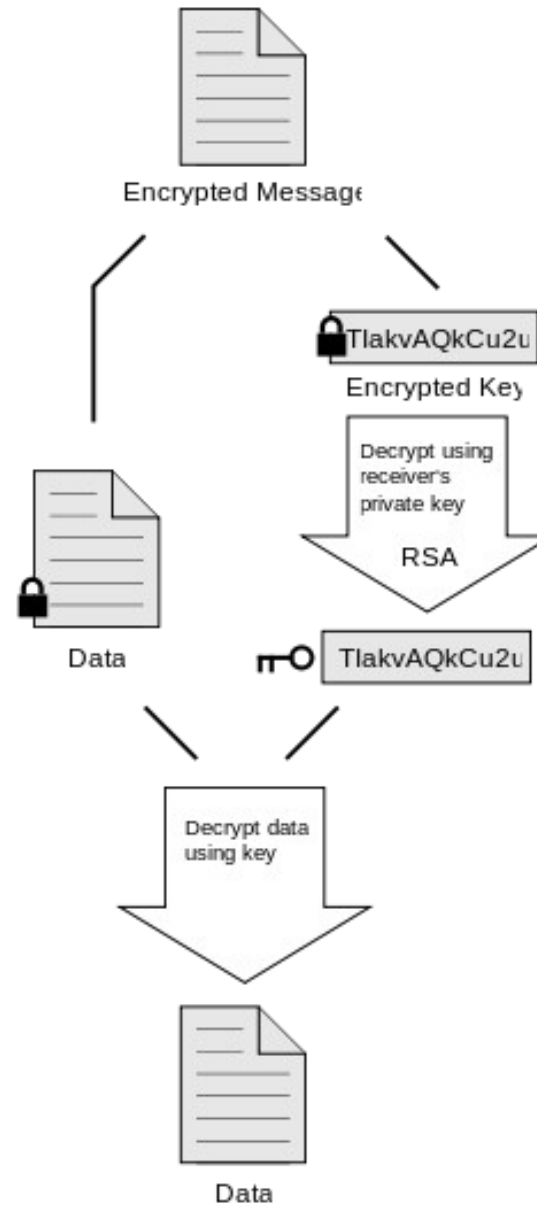 Encrypted Message
TlakvAQkCu2u
Encrypted Key
Decrypt using
receiver's
private key
RSA
Data
TlakvAQkCu2u
Decrypt data
using key
Data